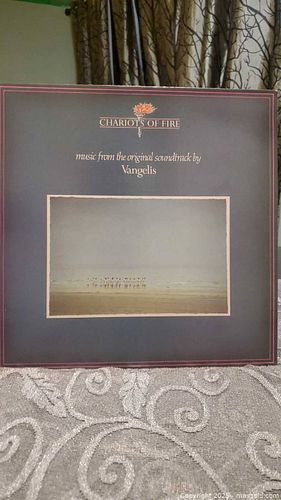 CHARIOTS OF FIRE
music from the original soundtrack by
Vangelis